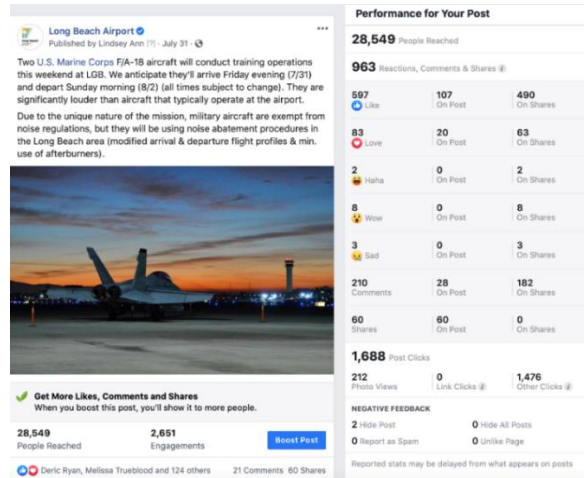 Long Beach Airport
Published by Lindsey Ann [?] · July 31 ·
Two U.S. Marine Corps F/A-18 aircraft will conduct training operations
this weekend at LGB. We anticipate they'll arrive Friday evening (7/31)
and depart Sunday morning (8/2) (all times subject to change). They are
significantly louder than aircraft that typically operate at the airport.
Due to the unique nature of the mission, military aircraft are exempt from
noise regulations, but they will be using noise abatement procedures in
the Long Beach area (modified arrival & departure flight profiles & min.
use of afterburners).
Get More Likes, Comments and Shares
When you boost this post, you'll show it to more people.
28,549 2,651
People Reached Engagements Boost Post
Deric Ryan, Melissa Trueblood and 124 others 21 Comments 60 Shares
Performance for Your Post
28,549 People Reached
963 Reactions, Comments & Shares
597 107 490
Like On Post On Shares
83 20 63
Love On Post On Shares
2 0 2
Haha On Post On Shares
8 0 8
Wow On Post On Shares
3 0 3
Sad On Post On Shares
210 28 182
Comments On Post On Shares
60 60 0
Shares On Post On Shares
1,688 Post Clicks
212 0 1,476
Photo Views Link Clicks Other Clicks
NEGATIVE FEEDBACK
2 Hide Post 0 Hide All Posts
0 Report as Spam 0 Unlike Page
Reported stats may be delayed from what appears on posts